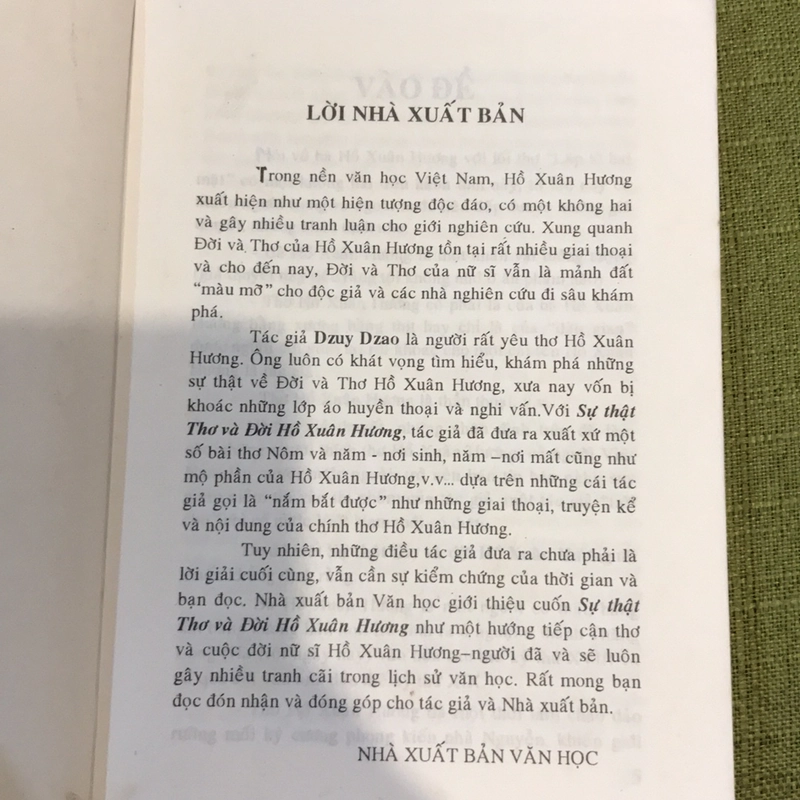 VÀO ĐỀ
LỜI NHÀ XUẤT BẢN
Trong nền văn học Việt Nam, Hồ Xuân Hương
xuất hiện như một hiện tượng độc đáo, có một không hai
và gây nhiều tranh luận cho giới nghiên cứu. Xung quanh
Đời và Thơ của Hồ Xuân Hương tồn tại rất nhiều giai thoại
và cho đến nay, Đời và Thơ của nữ sĩ vẫn là mảnh đất
“màu mỡ” cho độc giả và các nhà nghiên cứu đi sâu khám
phá.
Tác giả Dzuy Dzao là người rất yêu thơ Hồ Xuân
Hương. Ông luôn có khát vọng tìm hiểu, khám phá những
sự thật về Đời và Thơ Hồ Xuân Hương, xưa nay vốn bị
khoác những lớp áo huyền thoại và nghi vấn.Với Sự thật
Thơ và Đời Hồ Xuân Hương, tác giả đã đưa ra xuất xứ một
số bài thơ Nôm và năm - nơi sinh, năm –nơi mất cũng như
mộ phần của Hồ Xuân Hương,v.v... dựa trên những cái tác
giả gọi là “nắm bắt được” như những giai thoại, truyện kể
và nội dung của chính thơ Hồ Xuân Hương.
Tuy nhiên, những điều tác giả đưa ra chưa phải là
lời giải cuối cùng, vẫn cần sự kiểm chứng của thời gian và
bạn đọc. Nhà xuất bản Văn học giới thiệu cuốn Sự thật
Thơ và Đời Hồ Xuân Hương như một hướng tiếp cận thơ
và cuộc đời nữ sĩ Hồ Xuân Hương–người đã và sẽ luôn
gây nhiều tranh cãi trong lịch sử văn học. Rất mong bạn
đọc đón nhận và đóng góp cho tác giả và Nhà xuất bản.
NHÀ XUẤT BẢN VĂN HỌC